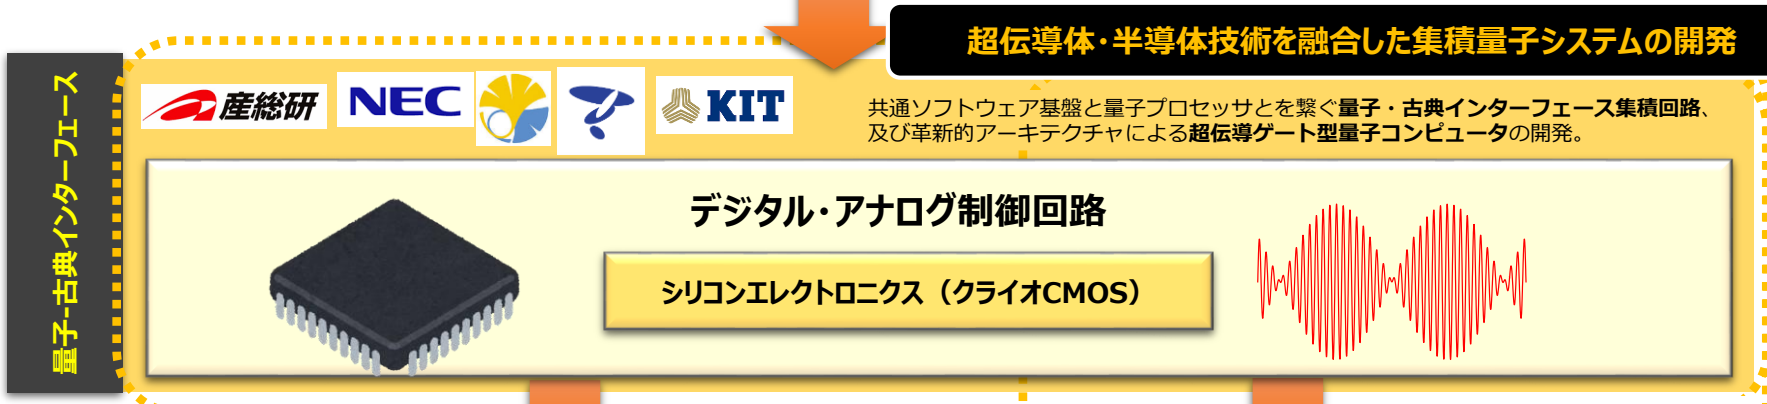 超伝導体・半導体技術を融合した集積量子システムの開発
量子-古典インターフェース
産総研
NEC
KIT
共通ソフトウェア基盤と量子プロセッサとを繋ぐ量子・古典インターフェース集積回路、
及び革新的アーキテクチャによる超伝導ゲート型量子コンピュータの開発。
デジタル・アナログ制御回路
シリコンエレクトロニクス（クライオCMOS）